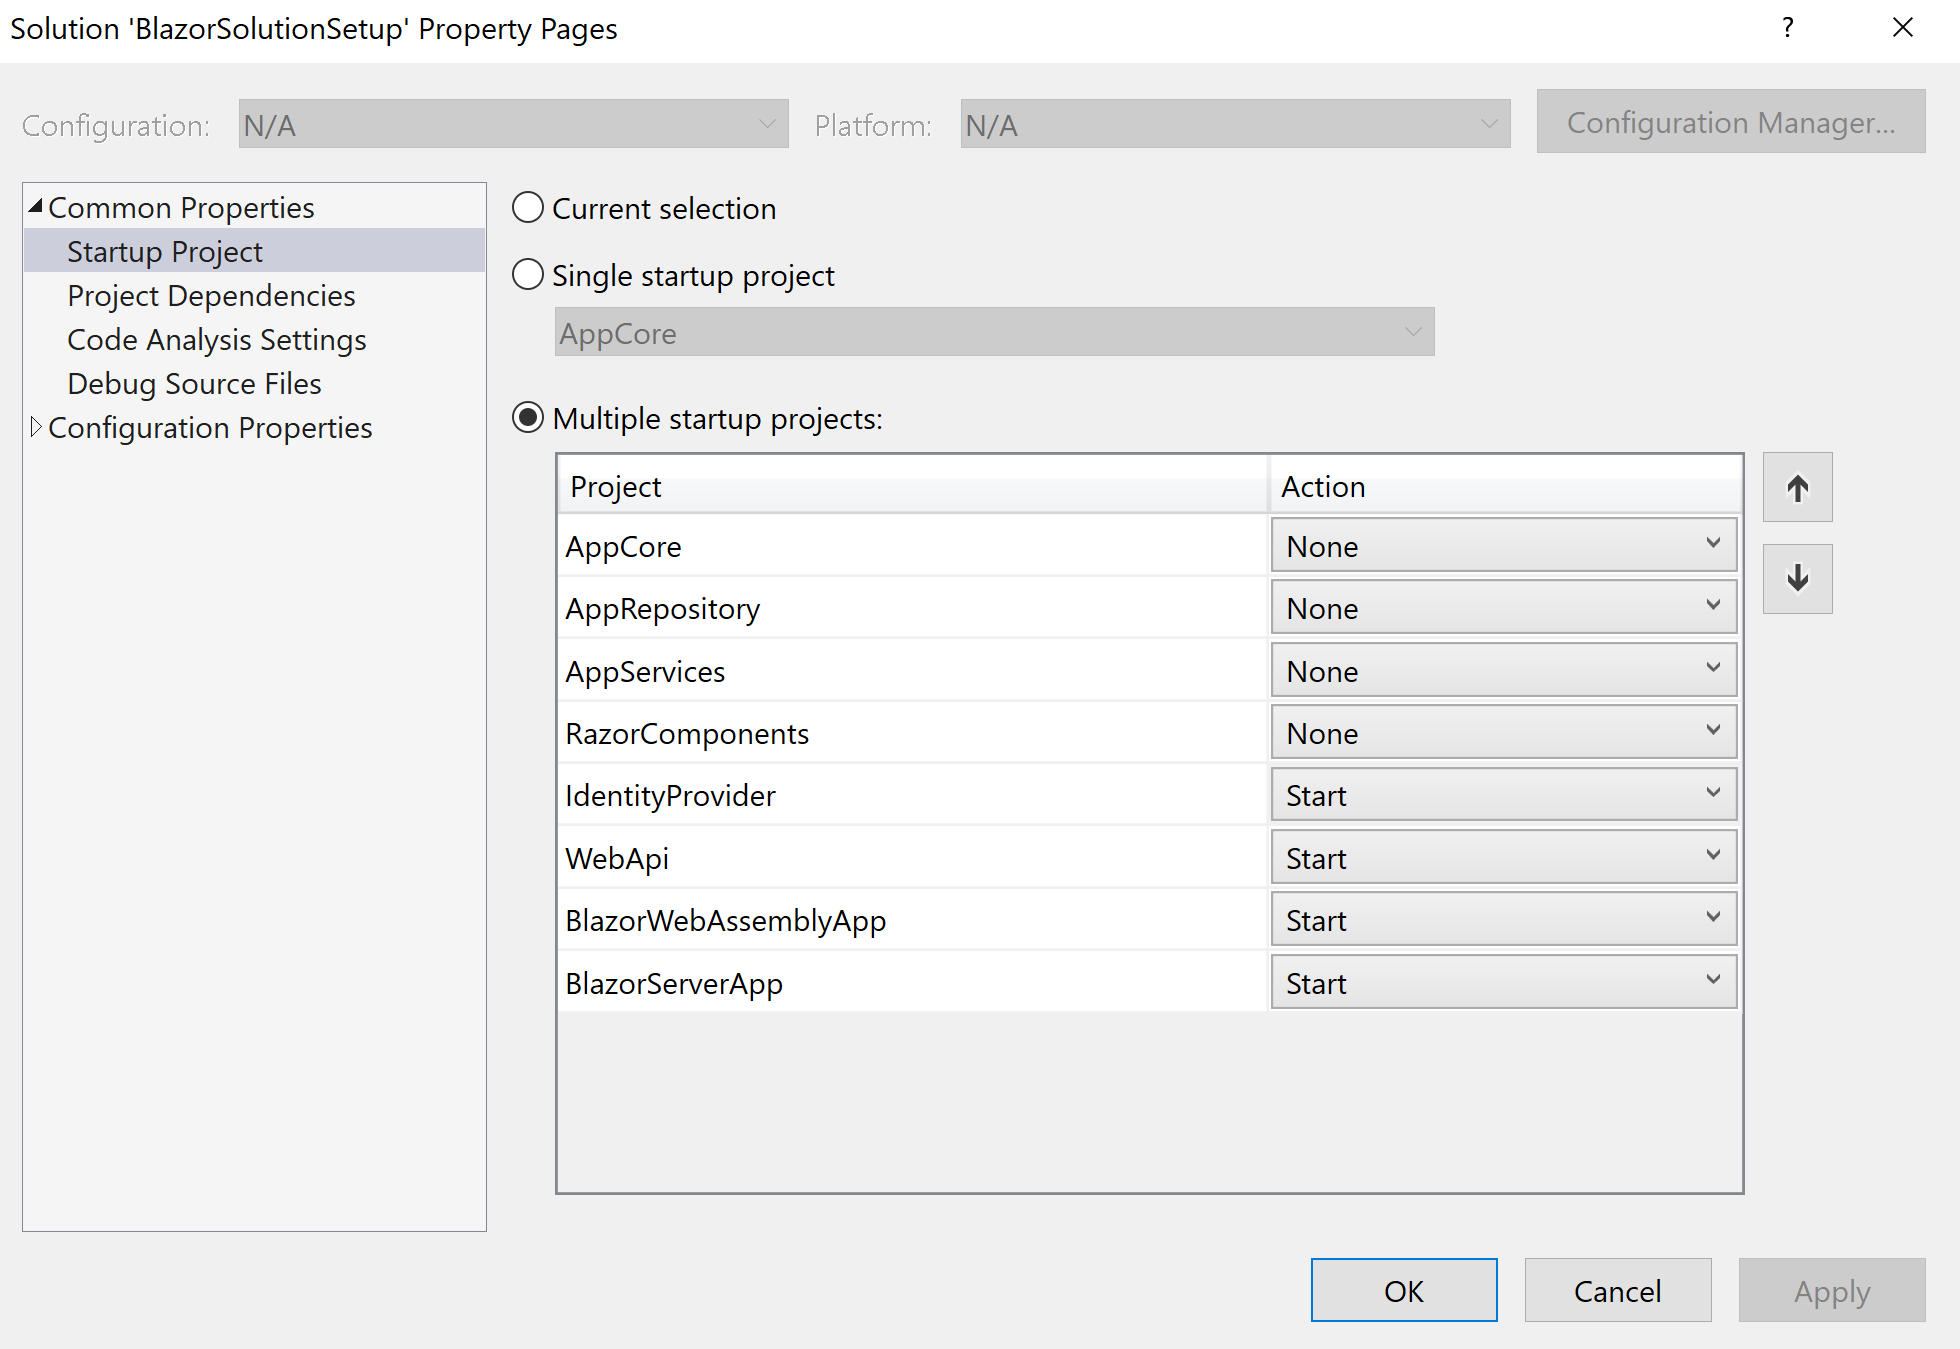 Solution 'BlazorSolutionSetup' Property Pages
?
Configuration: N/A Platform: N/A Configuration Manager...
Common Properties
Startup Project
Project Dependencies
Code Analysis Settings
Debug Source Files
Configuration Properties
Current selection
Single startup project
AppCore
Multiple startup projects:
Project Action
AppCore None
AppRepository None
AppServices None
RazorComponents None
IdentityProvider Start
WebApi Start
BlazorWebAssemblyApp Start
BlazorServerApp Start
OK Cancel Apply